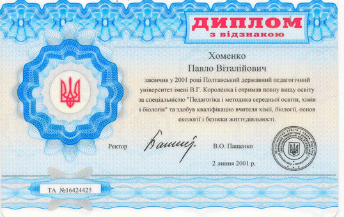 ДИПЛОМ
з відзнакою
Хоменко
Павло Віталійович
закінчив у 2001 році Полтавський державний педагогічний
університет імені В.Г. Короленка і отримав повну вищу освіту
за спеціальністю "Педагогіка і методика середньої освіти, хімія
і біологія" та здобув кваліфікацію вчителя хімії, біології, основ
екології і безпеки життєдіяльності.
Ректор
В.О. Пащенко
2 липня 2001 р.
ТА №16424425